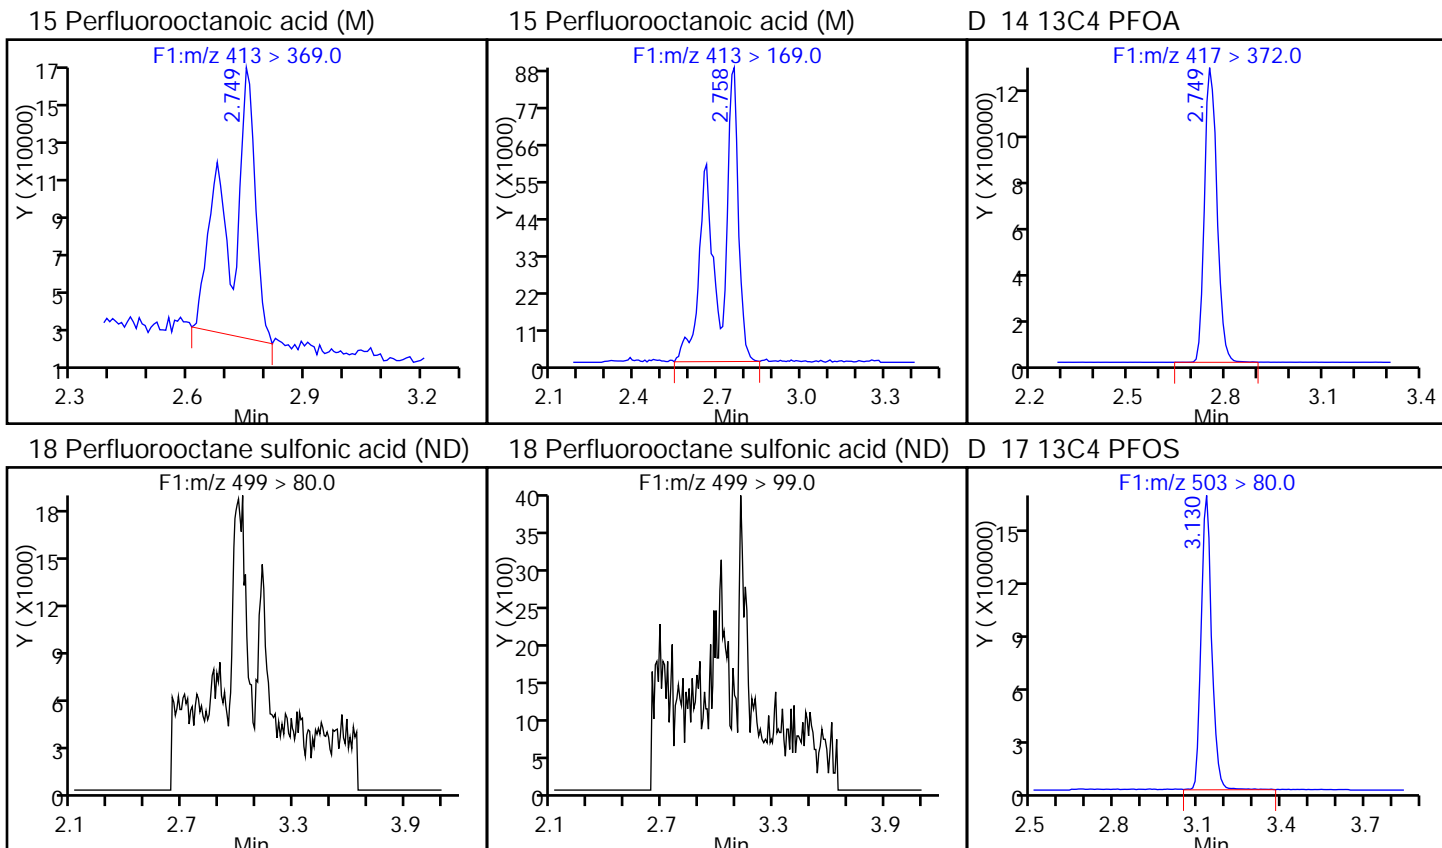 15 Perfluorooctanoic acid (M)
F1:m/z 413 > 369.0
2.749
Y ( X10000)
17
15
13
11
9
7
5
3
1
2.3 2.6 2.9 3.2
Min
15 Perfluorooctanoic acid (M)
F1:m/z 413 > 169.0
2.758
Y ( X1000)
88
77
66
55
44
33
22
11
0
2.1 2.4 2.7 3.0 3.3
Min
D 14 13C4 PFOA
F1:m/z 417 > 372.0
2.749
Y ( X100000)
12
10
8
6
4
2
0
2.2 2.5 2.8 3.1 3.4
Min
18 Perfluorooctane sulfonic acid (ND)
F1:m/z 499 > 80.0
Y ( X1000)
18
15
12
9
6
3
0
2.1 2.7 3.3 3.9
Min
18 Perfluorooctane sulfonic acid (ND)
F1:m/z 499 > 99.0
Y ( X100)
40
35
30
25
20
15
10
5
0
2.1 2.7 3.3 3.9
Min
D 17 13C4 PFOS
F1:m/z 503 > 80.0
3.130
Y ( X100000)
15
12
9
6
3
0
2.5 2.8 3.1 3.4 3.7
Min